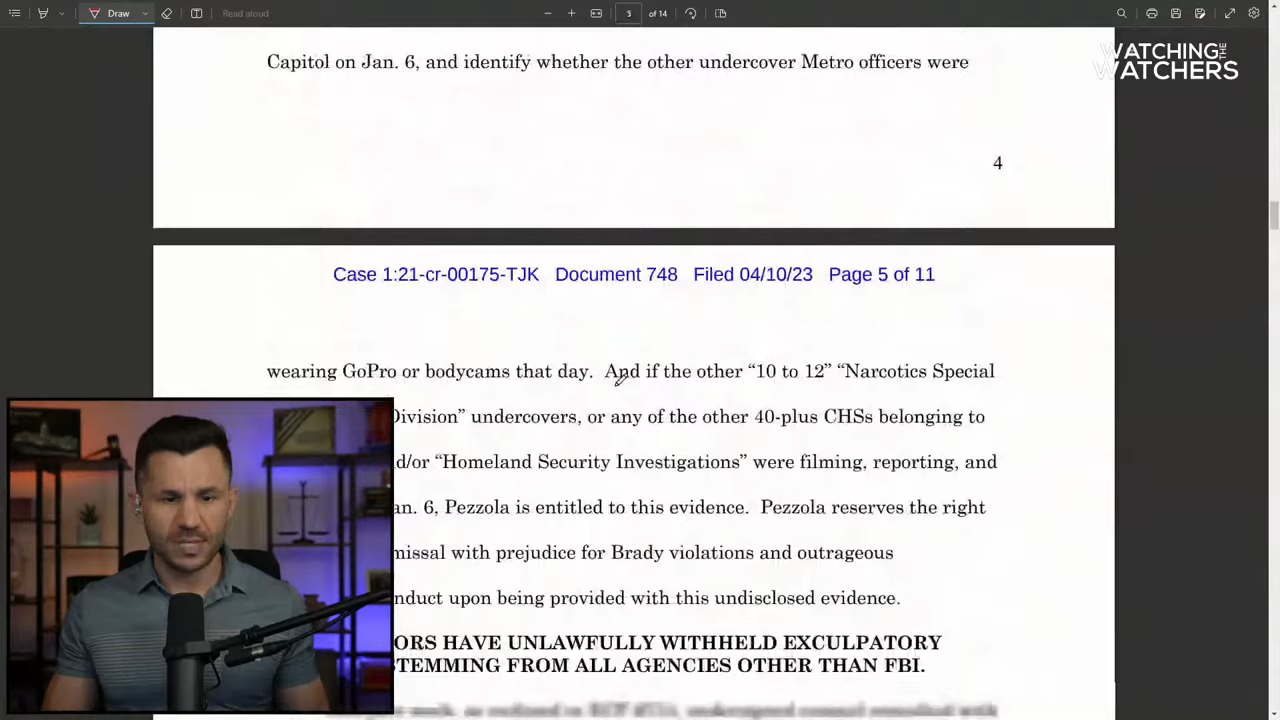 Draw
Read aloud
5
of 14
WATCHING THE
WATCHERS
Capitol on Jan. 6, and identify whether the other undercover Metro officers were
4
Case 1:21-cr-00175-TJK Document 748 Filed 04/10/23 Page 5 of 11
wearing GoPro or bodycams that day. And if the other “10 to 12” “Narcotics Special
Division” undercovers, or any of the other 40-plus CHSs belonging to
d/or “Homeland Security Investigations” were filming, reporting, and
an. 6, Pezzola is entitled to this evidence. Pezzola reserves the right
missal with prejudice for Brady violations and outrageous
nduct upon being provided with this undisclosed evidence.
ORS HAVE UNLAWFULLY WITHHELD EXCULPATORY
STEMMING FROM ALL AGENCIES OTHER THAN FBI.